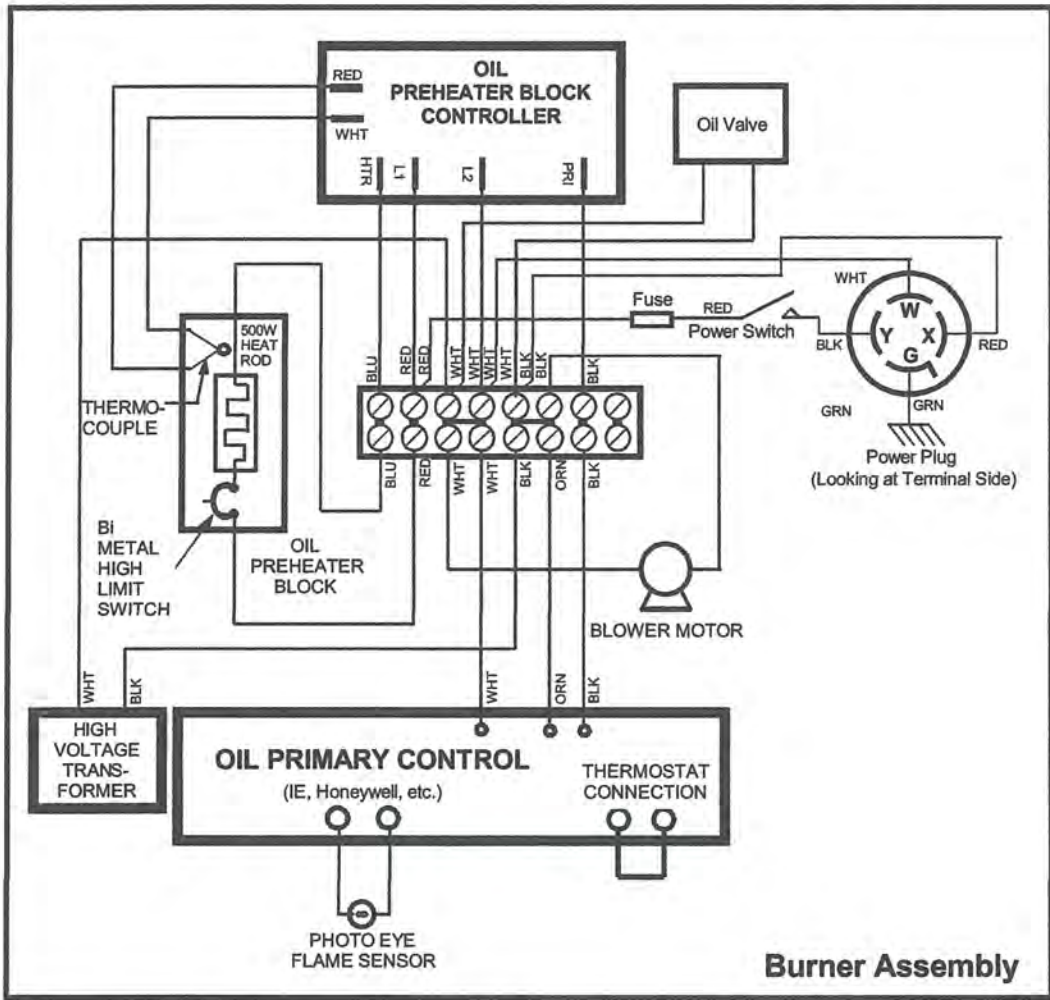 OIL
PREHEATER BLOCK
CONTROLLER
RED
WHT
HTR
L1
L2
PRI
Oil Valve
WHT
Fuse
RED
Power Switch
BLK
W
Y
X
G
RED
GRN
GRN
Power Plug
(Looking at Terminal Side)
500W
HEAT
ROD
THERMO-
COUPLE
Bi
METAL
HIGH
LIMIT
SWITCH
OIL
PREHEATER
BLOCK
BLU
RED
RED
WHT
WHT
WHT
WHT
BLK
BLK
BLK
BLU
RED
WHT
WHT
BLK
ORN
BLK
BLOWER MOTOR
WHT
BLK
WHT
ORN
BLK
HIGH
VOLTAGE
TRANS-
FORMER
OIL PRIMARY CONTROL
(IE, Honeywell, etc.)
THERMOSTAT
CONNECTION
PHOTO EYE
FLAME SENSOR
Burner Assembly